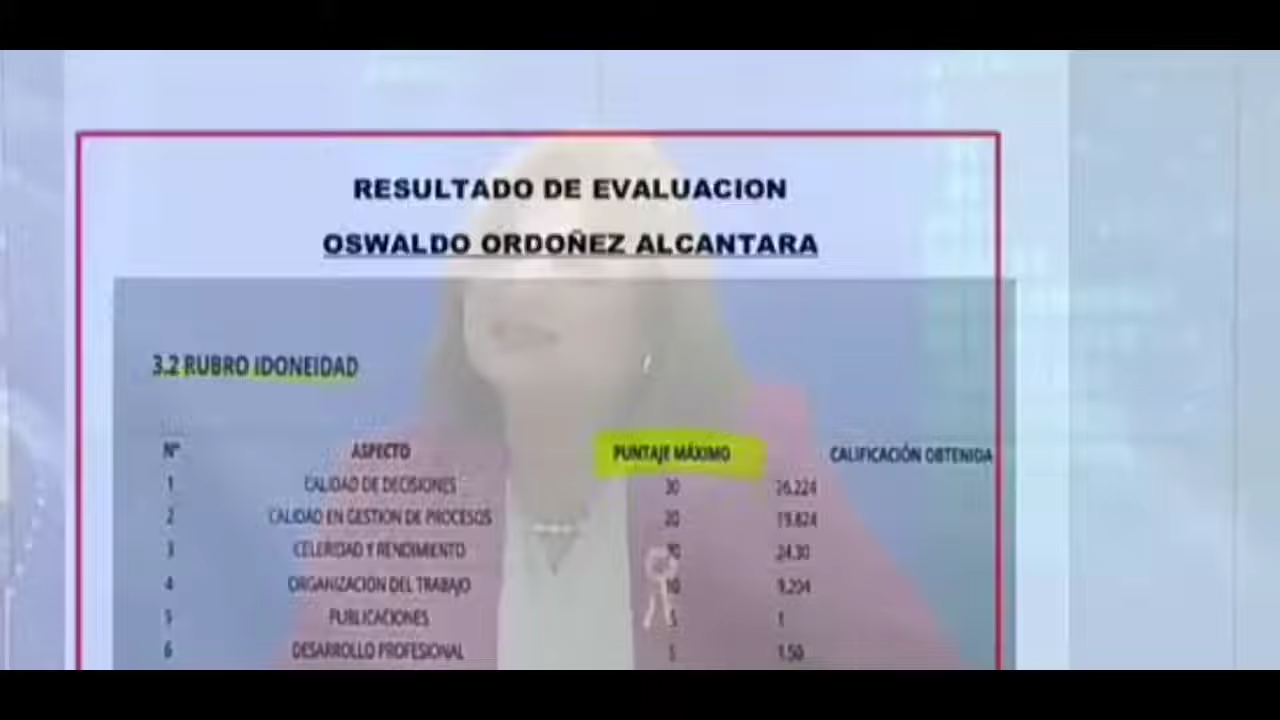 RESULTADO DE EVALUACION
OSWALDO ORDOÑEZ ALCANTARA
3.2 RUBRO IDONEIDAD
N° ASPECTO PUNTAJE MÁXIMO CALIFICACIÓN OBTENIDA
1 CALIDAD DE DECISIONES 30 26.224
2 CALIDAD EN GESTION DE PROCESOS 20 19.824
3 CELERIDAD Y RENDIMIENTO 30 24.30
4 ORGANIZACIÓN DEL TRABAJO 10 9.204
5 PUBLICACIONES 5 1
6 DESARROLLO PROFESIONAL 5 1.50